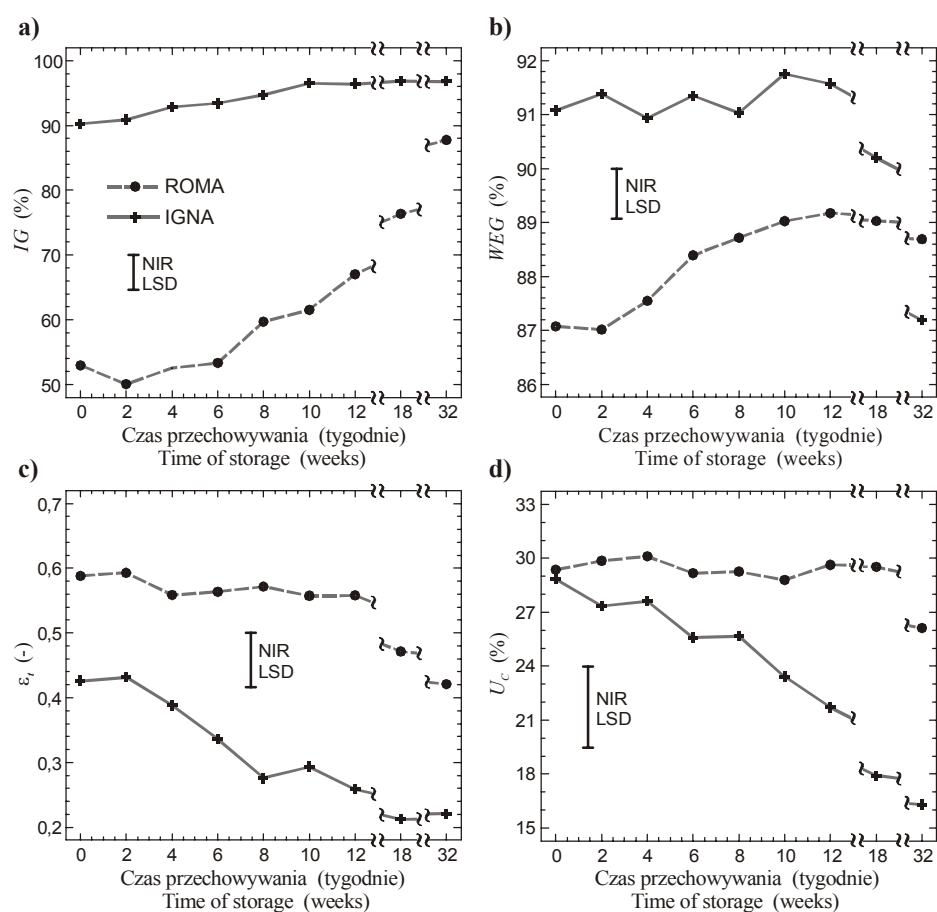 a)
100
90
80
70
60
50
IG (%)
ROMA
IGNA
NIR
LSD
0 2 4 6 8 10 12 18 32
Czas przechowywania (tygodnie)
Time of storage (weeks)
b)
92
91
90
89
88
87
86
WEG (%)
NIR
LSD
0 2 4 6 8 10 12 18 32
Czas przechowywania (tygodnie)
Time of storage (weeks)
c)
0,7
0,6
0,5
0,4
0,3
0,2
εt (-)
NIR
LSD
0 2 4 6 8 10 12 18 32
Czas przechowywania (tygodnie)
Time of storage (weeks)
d)
33
30
27
24
21
18
15
Uc (%)
NIR
LSD
0 2 4 6 8 10 12 18 32
Czas przechowywania (tygodnie)
Time of storage (weeks)